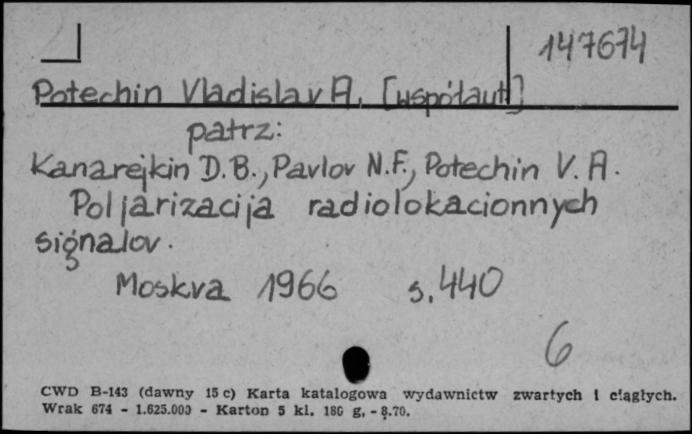 147674
Potechin Vladislav A. [współaut]
patrz:
Kanarejkin D.B., Pavlov N.F., Potechin V.A.
Poljarizacija radiolokacionnych
signalov.
Moskva 1966 s. 440
6
CWD B-143 (dawny 15 c) Karta katalogowa wydawnictw zwartych i ciągłych.
Wrak 674 - 1.625.000 - Karton 5 kl. 180 g. - 8.70.